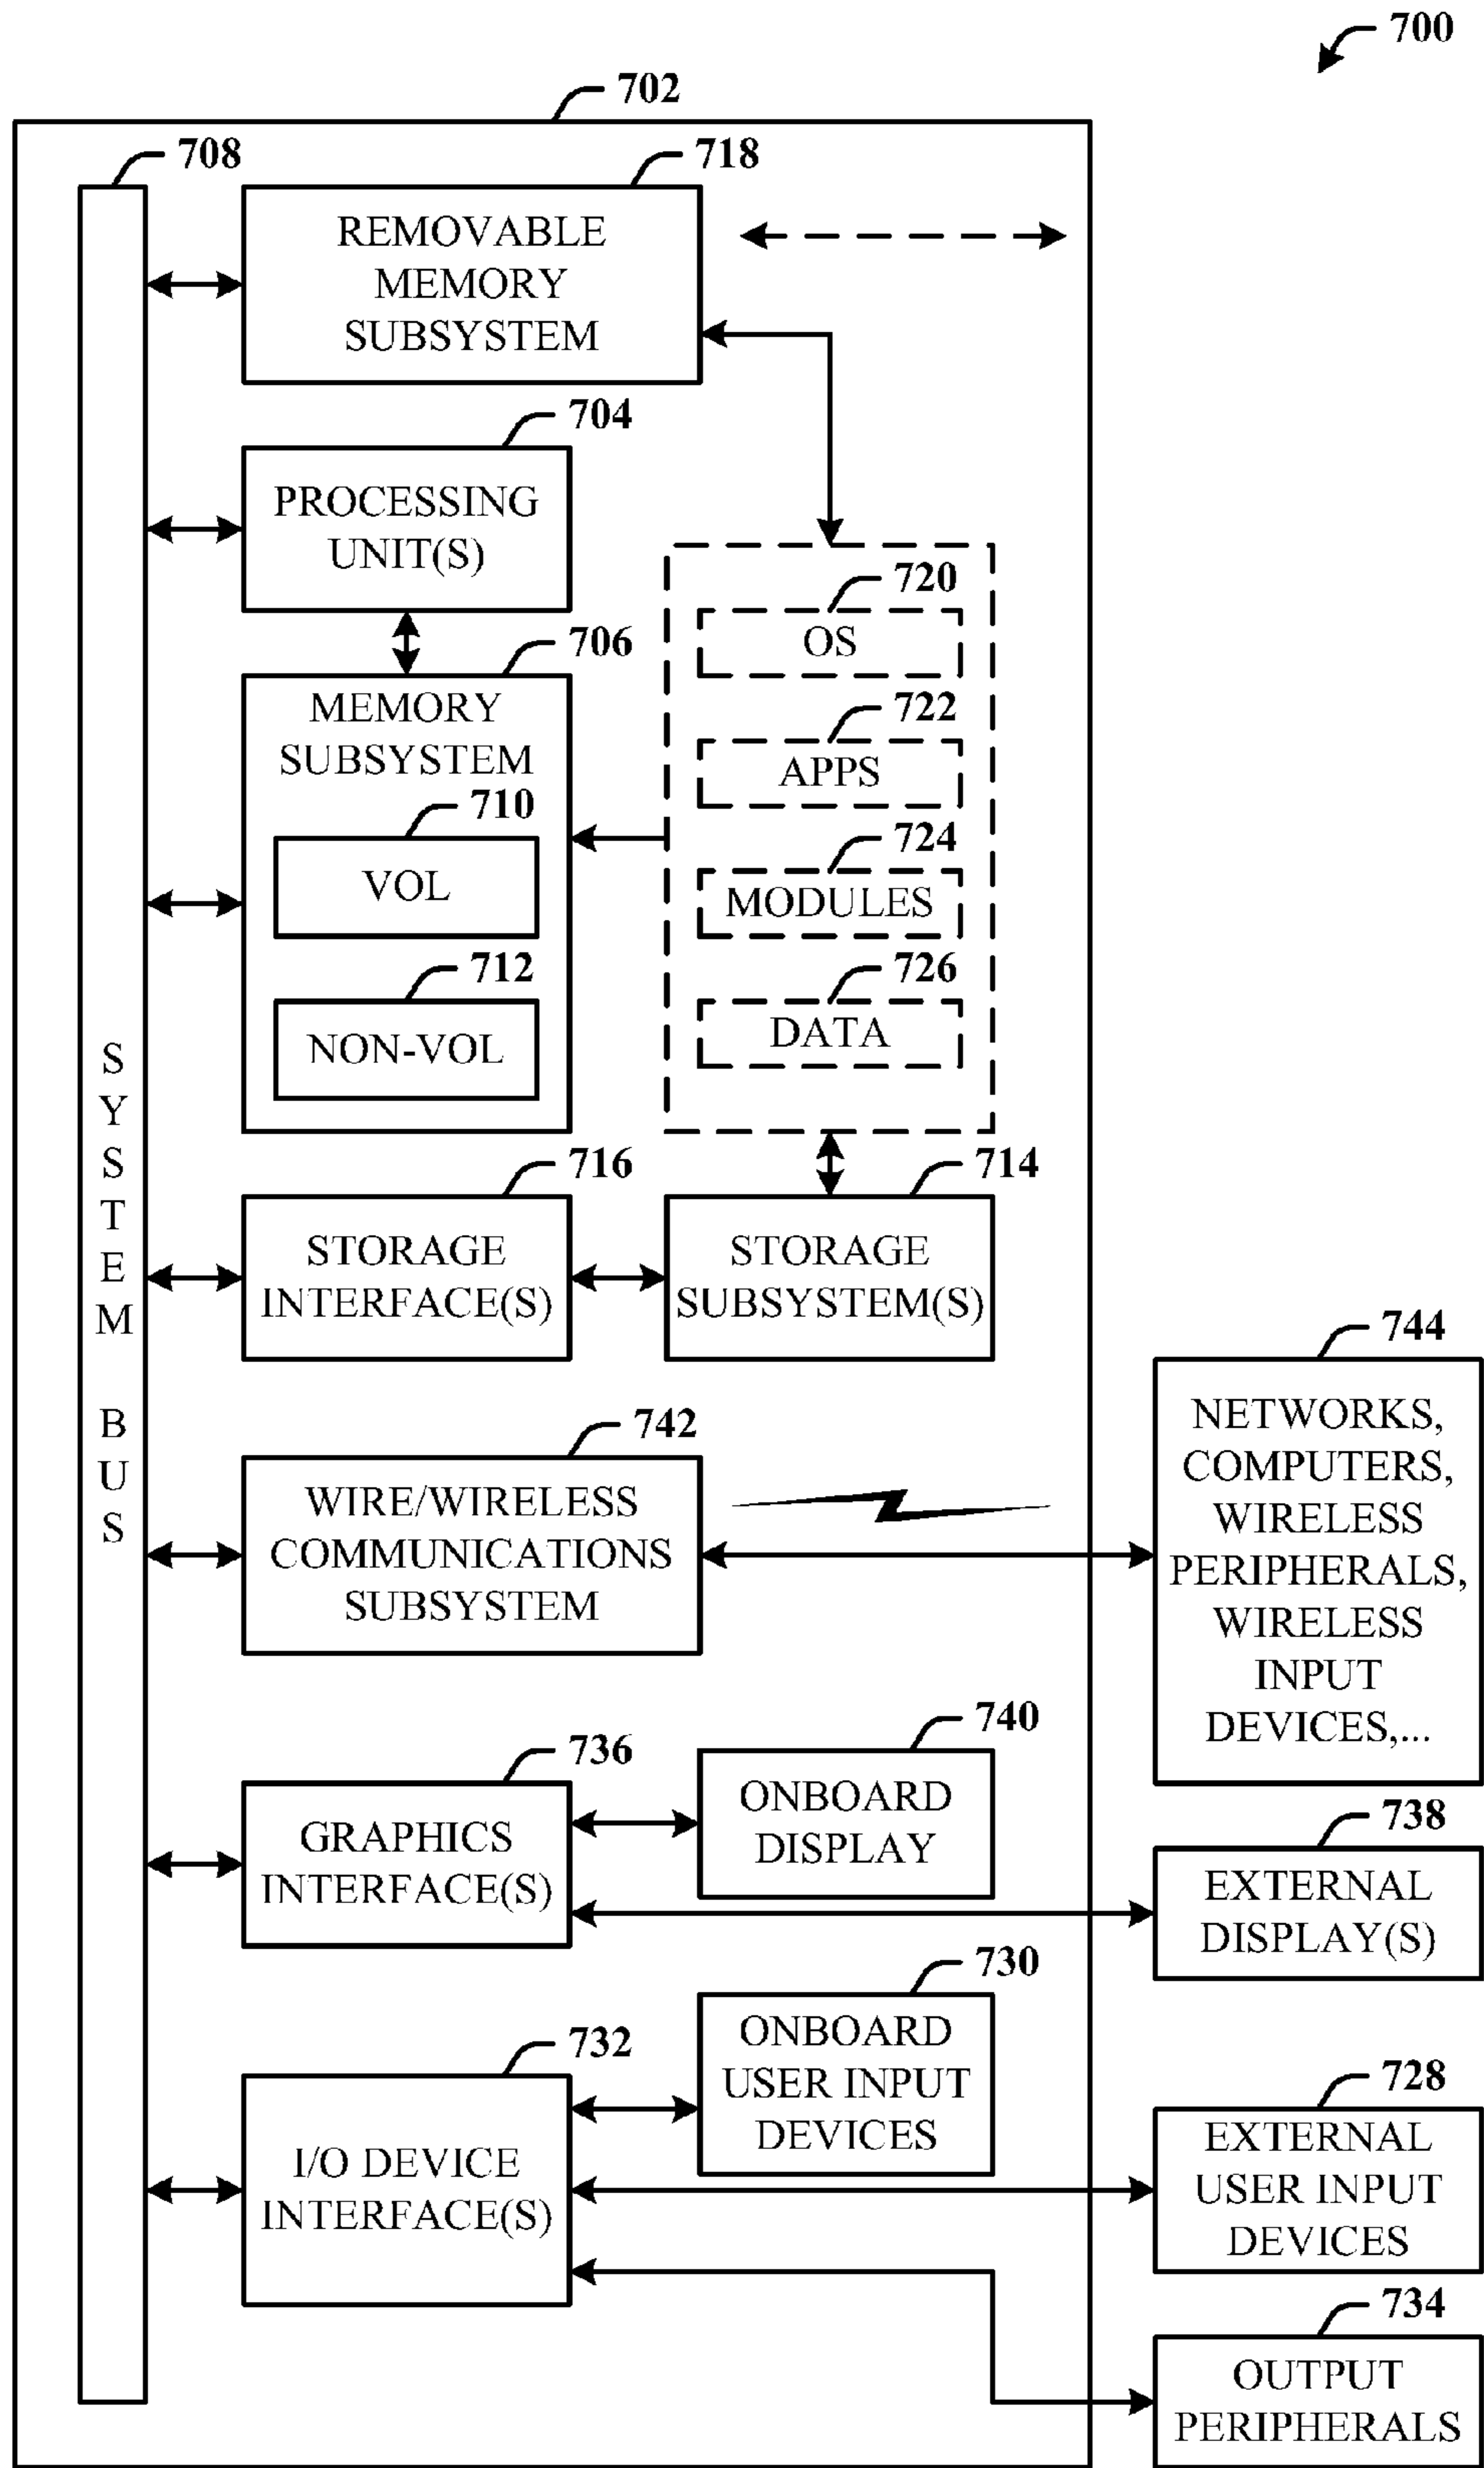 700
702
708
718
REMOVABLE
MEMORY
SUBSYSTEM
704
PROCESSING
UNIT(S)
706
MEMORY
SUBSYSTEM
710
VOL
712
NON-VOL
720
OS
722
APPS
724
MODULES
726
DATA
SYSTEM BUS
716
STORAGE
INTERFACE(S)
714
STORAGE
SUBSYSTEM(S)
742
WIRE/WIRELESS
COMMUNICATIONS
SUBSYSTEM
744
NETWORKS,
COMPUTERS,
WIRELESS
PERIPHERALS,
WIRELESS
INPUT
DEVICES,...
736
GRAPHICS
INTERFACE(S)
740
ONBOARD
DISPLAY
738
EXTERNAL
DISPLAY(S)
732
I/O DEVICE
INTERFACE(S)
730
ONBOARD
USER INPUT
DEVICES
728
EXTERNAL
USER INPUT
DEVICES
734
OUTPUT
PERIPHERALS